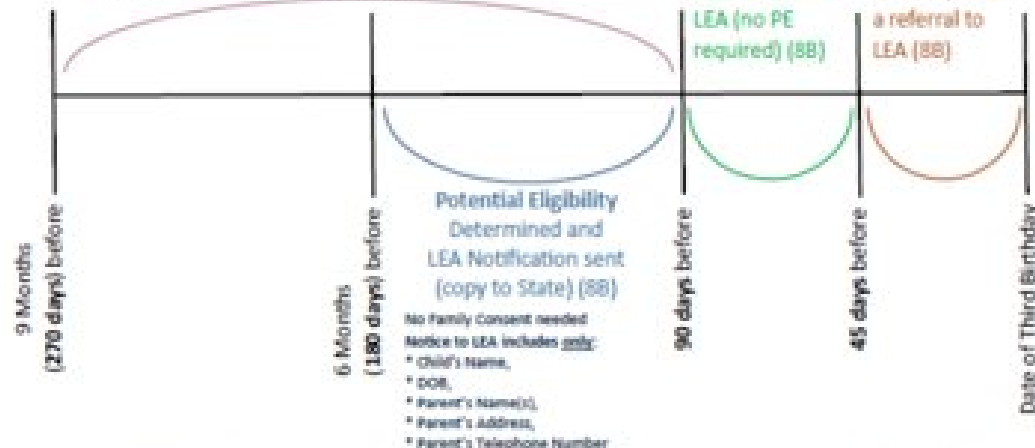 LEA (no PE
required) (8B)
a referral to
LEA (8B)
9 Months
(270 days) before
6 Months
(180 days) before
Potential Eligibility
Determined and
LEA Notification sent
(copy to State) (8B)
No Family Consent needed
Notice to LEA includes only:
* Child's Name,
* DOB,
* Parent's Name(s),
* Parent's Address,
* Parent's Telephone Number
90 days before
45 days before
Date of Third Birthday